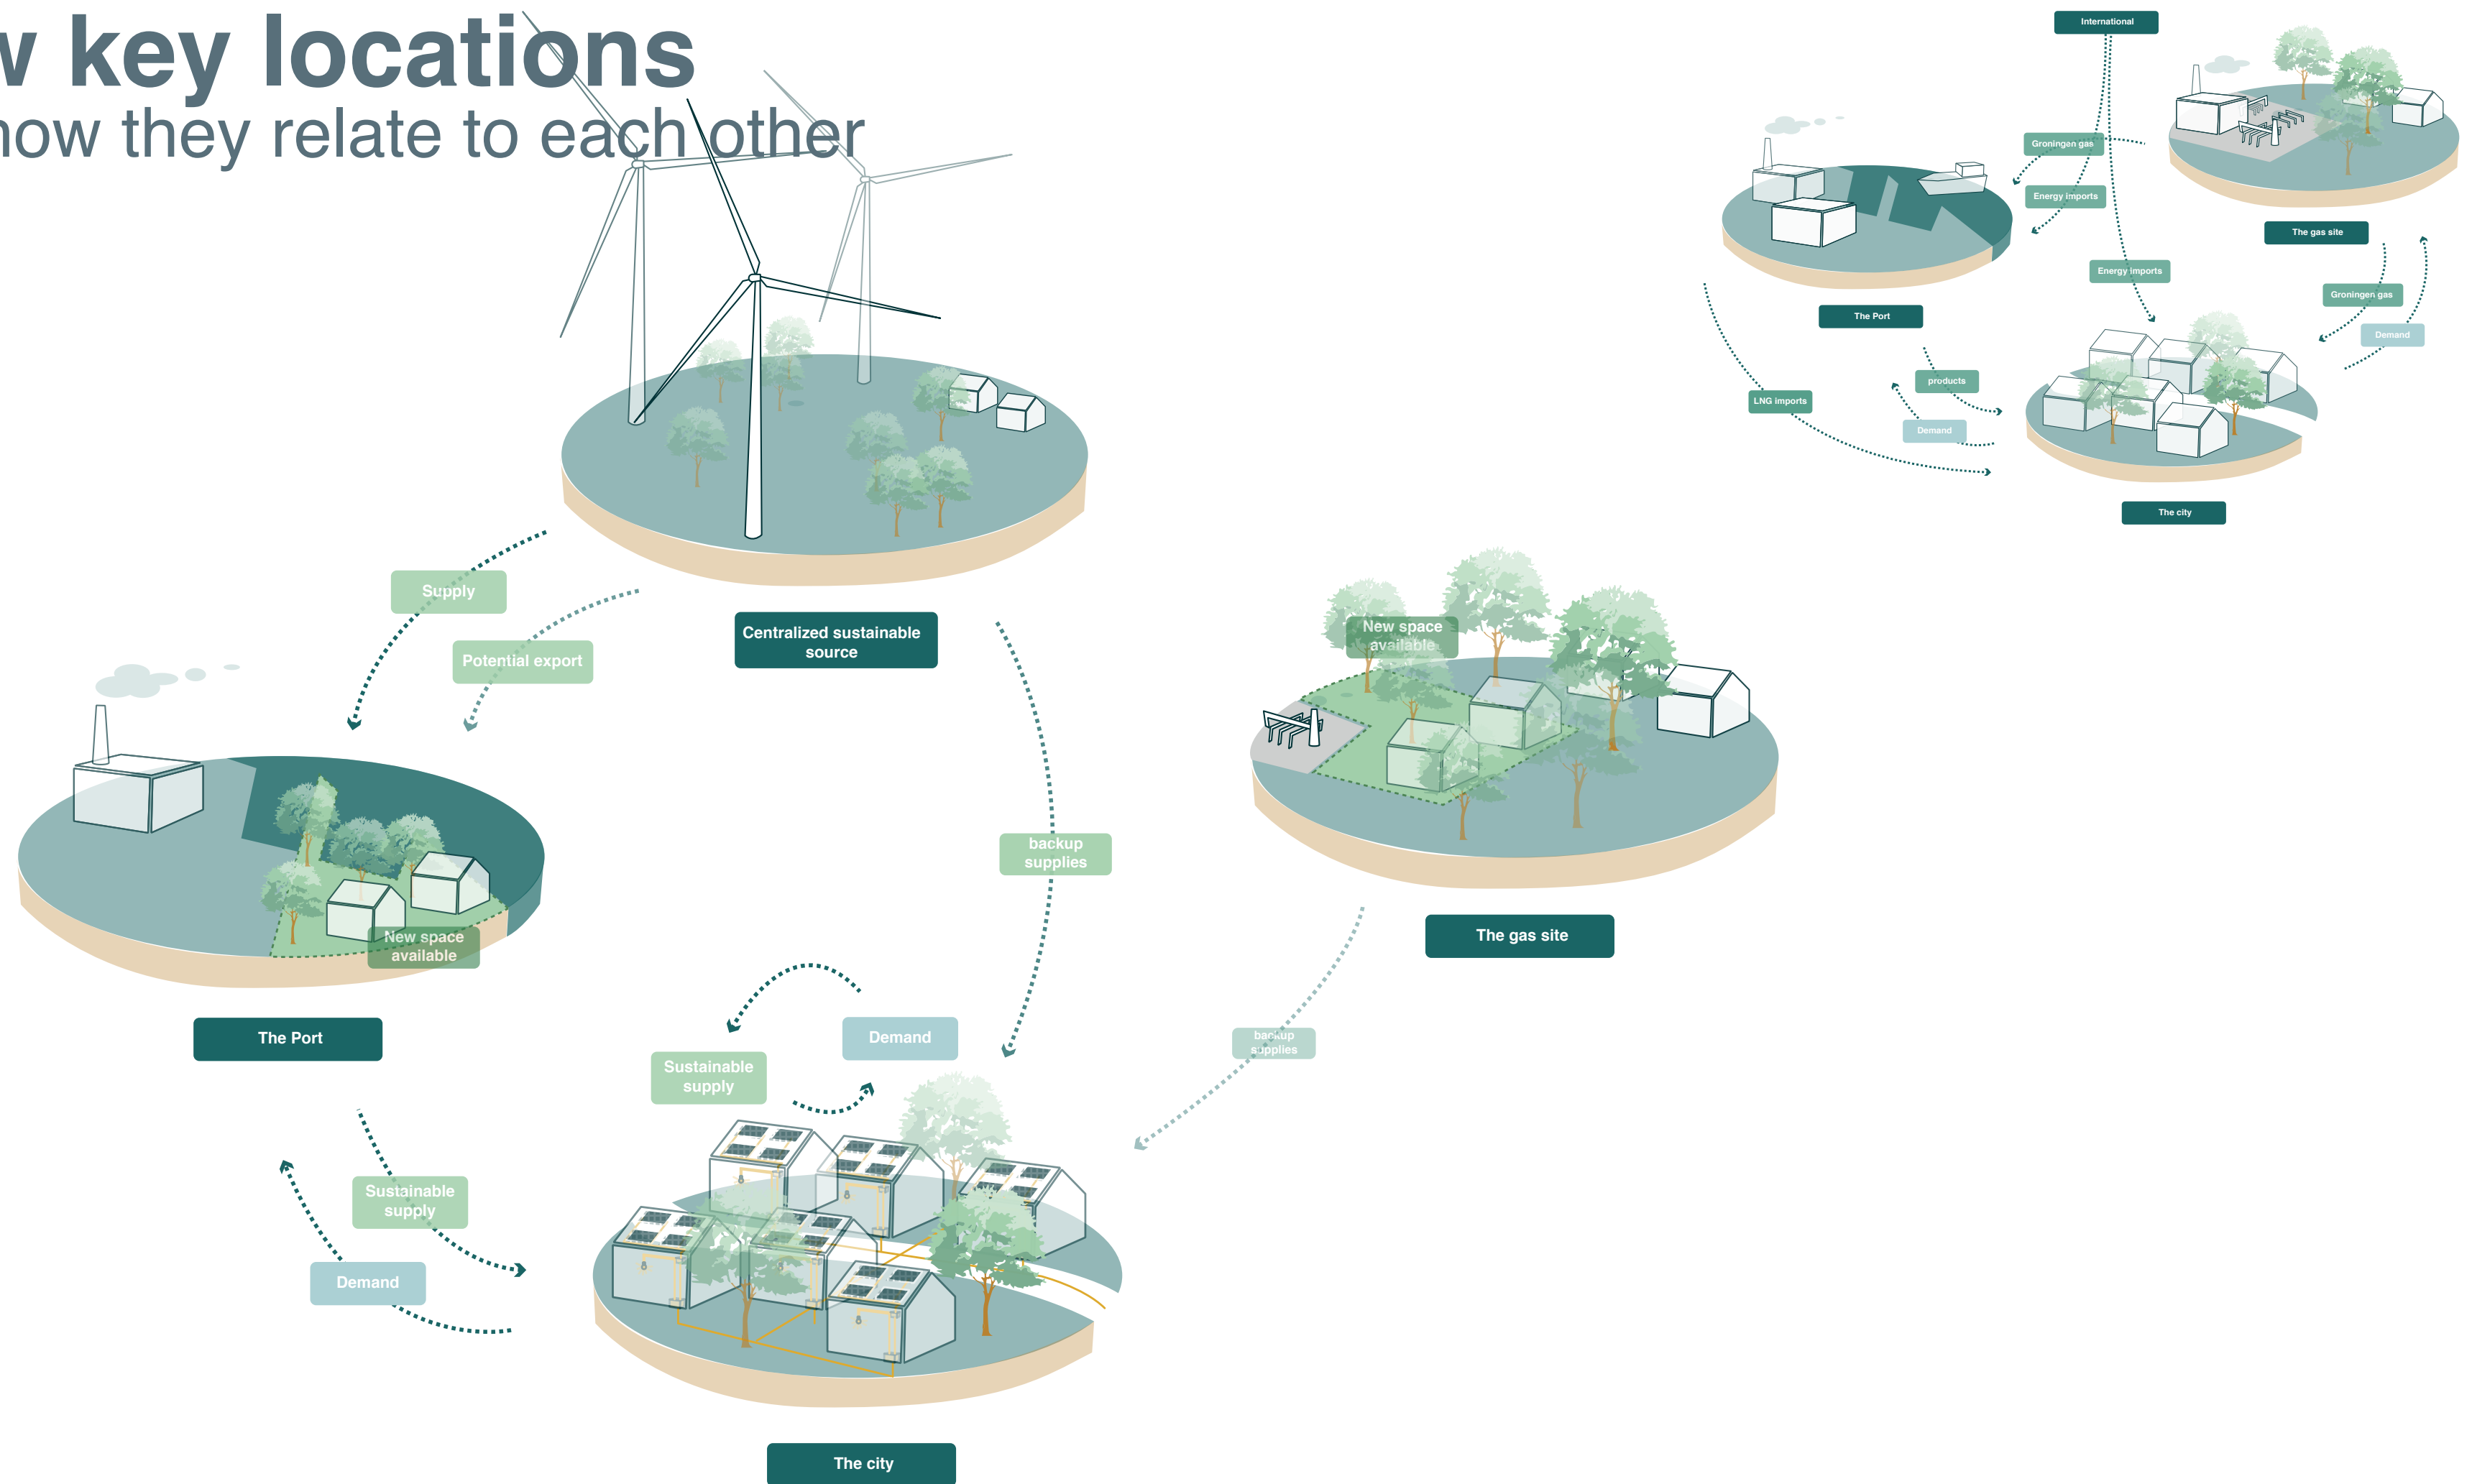 w key locations
now they relate to each other
International
Groningen gas
Energy imports
The gas site
Energy imports
Groningen gas
The Port
Demand
products
LNG imports
Demand
The city
Supply
Centralized sustainable
source
Potential export
New space
available
backup
supplies
The gas site
New space
available
The Port
Demand
Sustainable
supply
backup
supplies
Sustainable
supply
Demand
The city